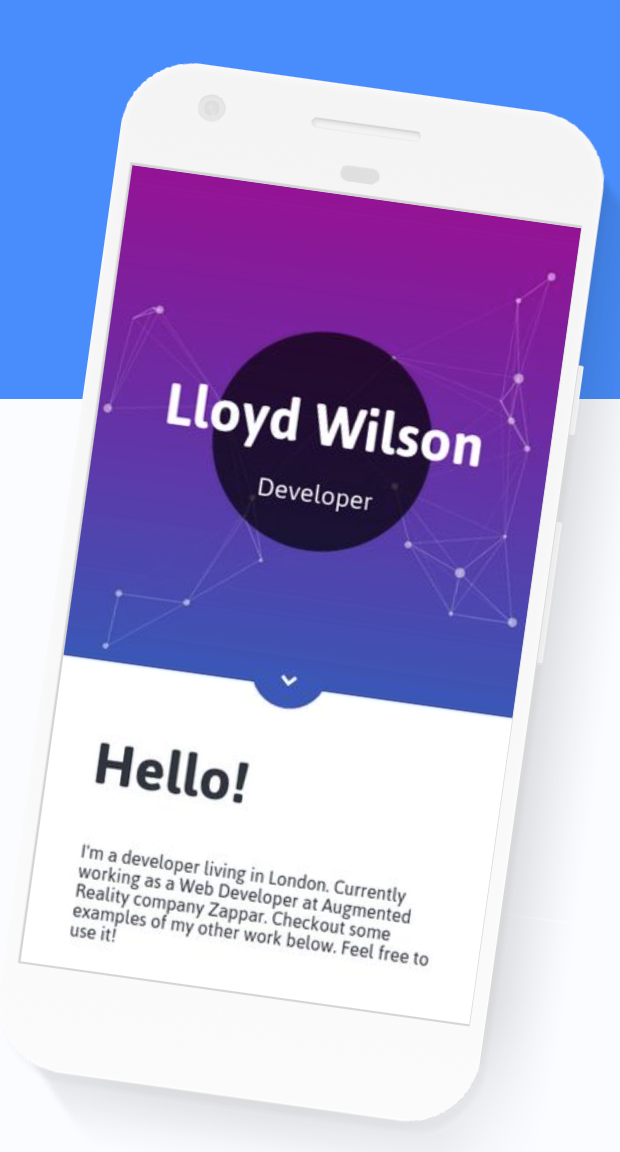 Lloyd Wilson
Developer
Hello!
I'm a developer living in London. Currently
working as a Web Developer at Augmented
Reality company Zappar. Checkout some
examples of my other work below. Feel free to
use it!